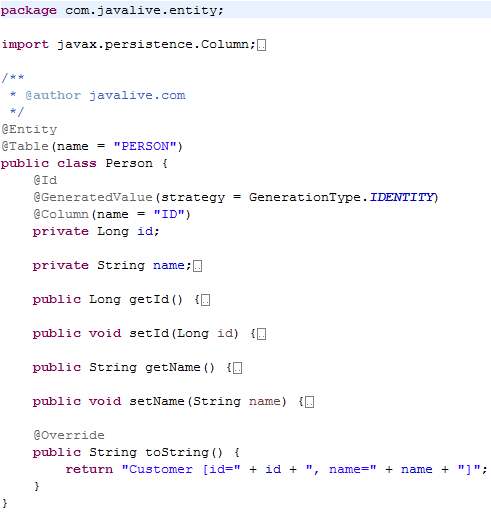 package com.javalive.entity;
import javax.persistence.Column;
/**
 * @author javalive.com
 */
@Entity
@Table(name = "PERSON")
public class Person {
    @Id
    @GeneratedValue(strategy = GenerationType.IDENTITY)
    @Column(name = "ID")
    private Long id;
    private String name;
    public Long getId() {
    public void setId(Long id) {
    public String getName() {
    public void setName(String name) {
    @Override
    public String toString() {
        return "Customer [id=" + id + ", name=" + name + "]";
    }
}